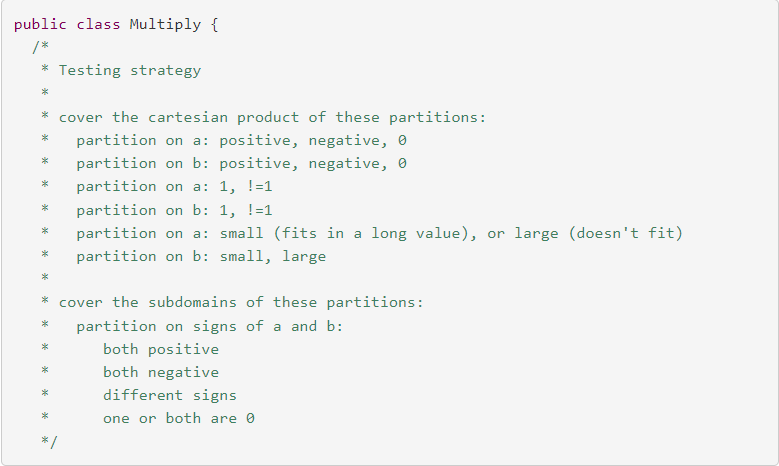 public class Multiply {
  /*
   * Testing strategy
   *
   * cover the cartesian product of these partitions:
   *   partition on a: positive, negative, 0
   *   partition on b: positive, negative, 0
   *   partition on a: 1, !=1
   *   partition on b: 1, !=1
   *   partition on a: small (fits in a long value), or large (doesn't fit)
   *   partition on b: small, large
   *
   * cover the subdomains of these partitions:
   *   partition on signs of a and b:
   *      both positive
   *      both negative
   *      different signs
   *      one or both are 0
   */